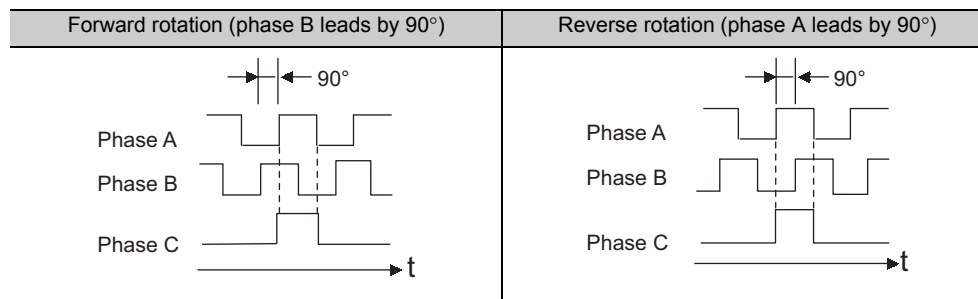 Forward rotation (phase B leads by 90°)
Reverse rotation (phase A leads by 90°)
90°
Phase A
Phase B
Phase C
t
90°
Phase A
Phase B
Phase C
t